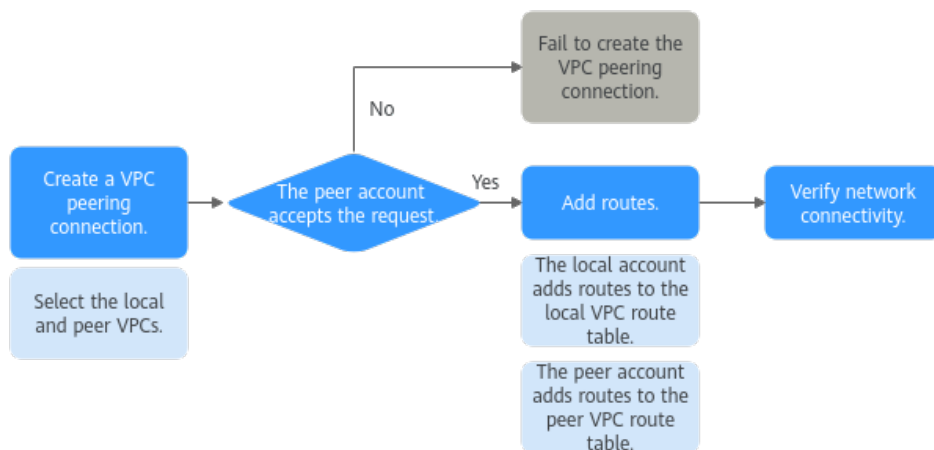 Fail to create the
VPC peering
connection.
No
Create a VPC
peering
connection.
The peer account
accepts the request.
Yes
Add routes.
Verify network
connectivity.
Select the local
and peer VPCs.
The local account
adds routes to the
local VPC route
table.
The peer account
adds routes to the
peer VPC route
table.